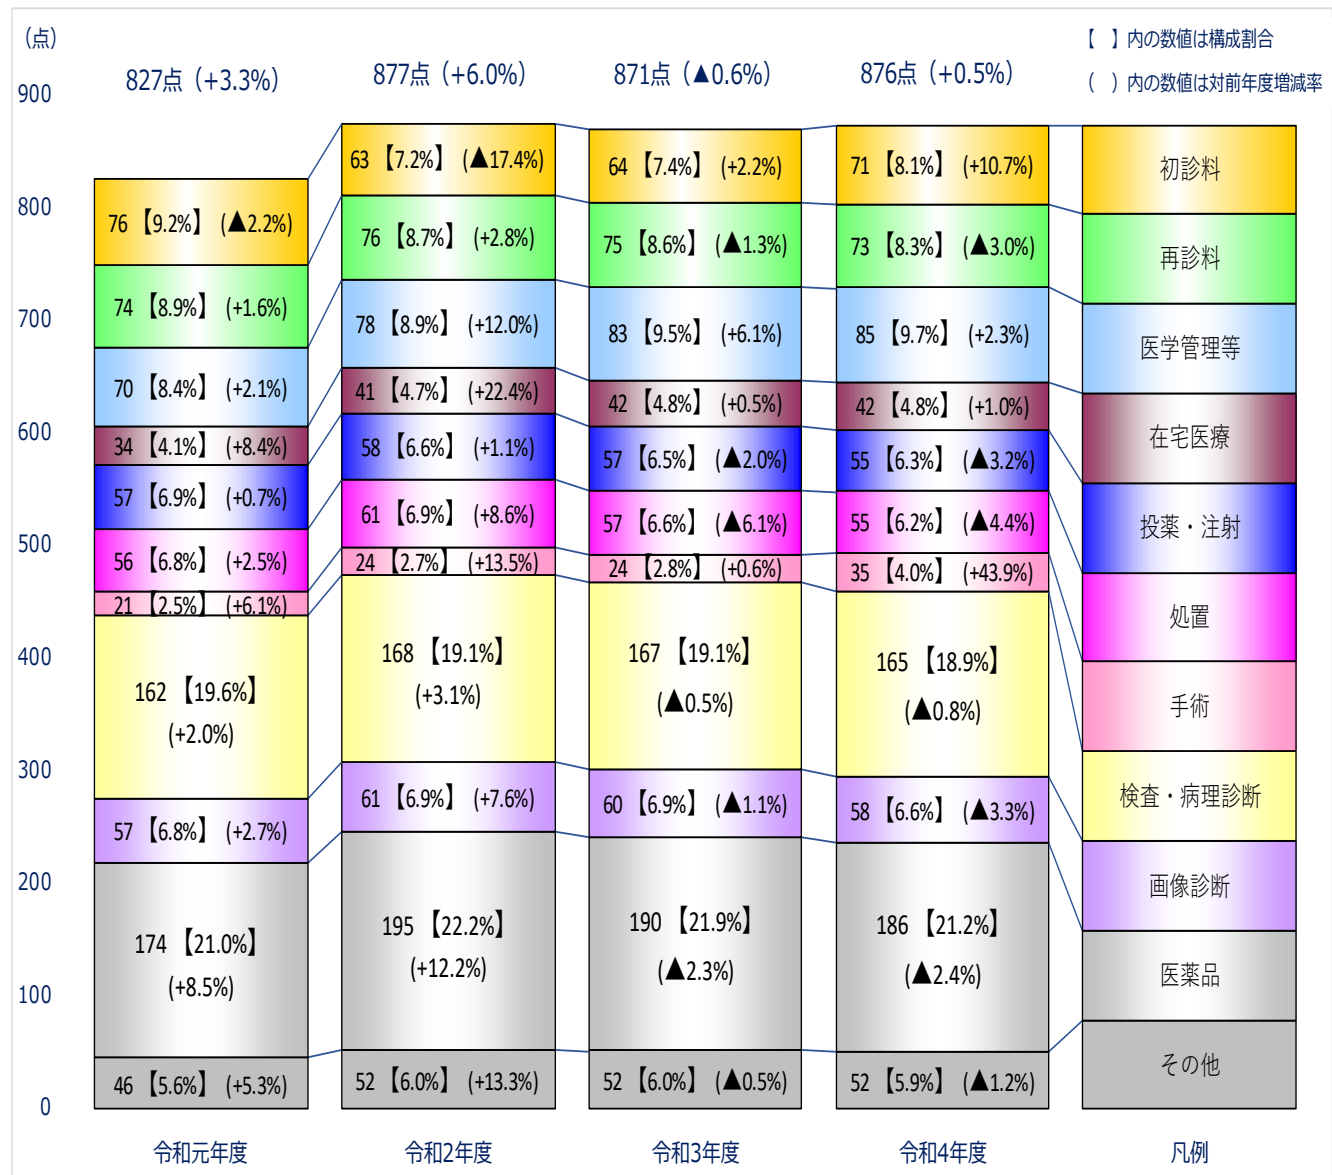 （点）
【　】内の数値は構成割合
（　）内の数値は対前年度増減率
827点（+3.3%）
877点（+6.0%）
871点（▲0.6%）
876点（+0.5%）
900
800
700
600
500
400
300
200
100
0
76【9.2%】(▲2.2%)
74【8.9%】(+1.6%)
70【8.4%】(+2.1%)
34【4.1%】(+8.4%)
57【6.9%】(+0.7%)
56【6.8%】(+2.5%)
21【2.5%】(+6.1%)
162【19.6%】
(+2.0%)
57【6.8%】(+2.7%)
174【21.0%】
(+8.5%)
46【5.6%】(+5.3%)
63【7.2%】(▲17.4%)
76【8.7%】(+2.8%)
78【8.9%】(+12.0%)
41【4.7%】(+22.4%)
58【6.6%】(+1.1%)
61【6.9%】(+8.6%)
24【2.7%】(+13.5%)
168【19.1%】
(+3.1%)
61【6.9%】(+7.6%)
195【22.2%】
(+12.2%)
52【6.0%】(+13.3%)
64【7.4%】(+2.2%)
75【8.6%】(▲1.3%)
83【9.5%】(+6.1%)
42【4.8%】(+0.5%)
57【6.5%】(▲2.0%)
57【6.6%】(▲6.1%)
24【2.8%】(+0.6%)
167【19.1%】
(▲0.5%)
60【6.9%】(▲1.1%)
190【21.9%】
(▲2.3%)
52【6.0%】(▲0.5%)
71【8.1%】(+10.7%)
73【8.3%】(▲3.0%)
85【9.7%】(+2.3%)
42【4.8%】(+1.0%)
55【6.3%】(▲3.2%)
55【6.2%】(▲4.4%)
35【4.0%】(+43.9%)
165【18.9%】
(▲0.8%)
58【6.6%】(▲3.3%)
186【21.2%】
(▲2.4%)
52【5.9%】(▲1.2%)
初診料
再診料
医学管理等
在宅医療
投薬・注射
処置
手術
検査・病理診断
画像診断
医薬品
その他
令和元年度
令和2年度
令和3年度
令和4年度
凡例